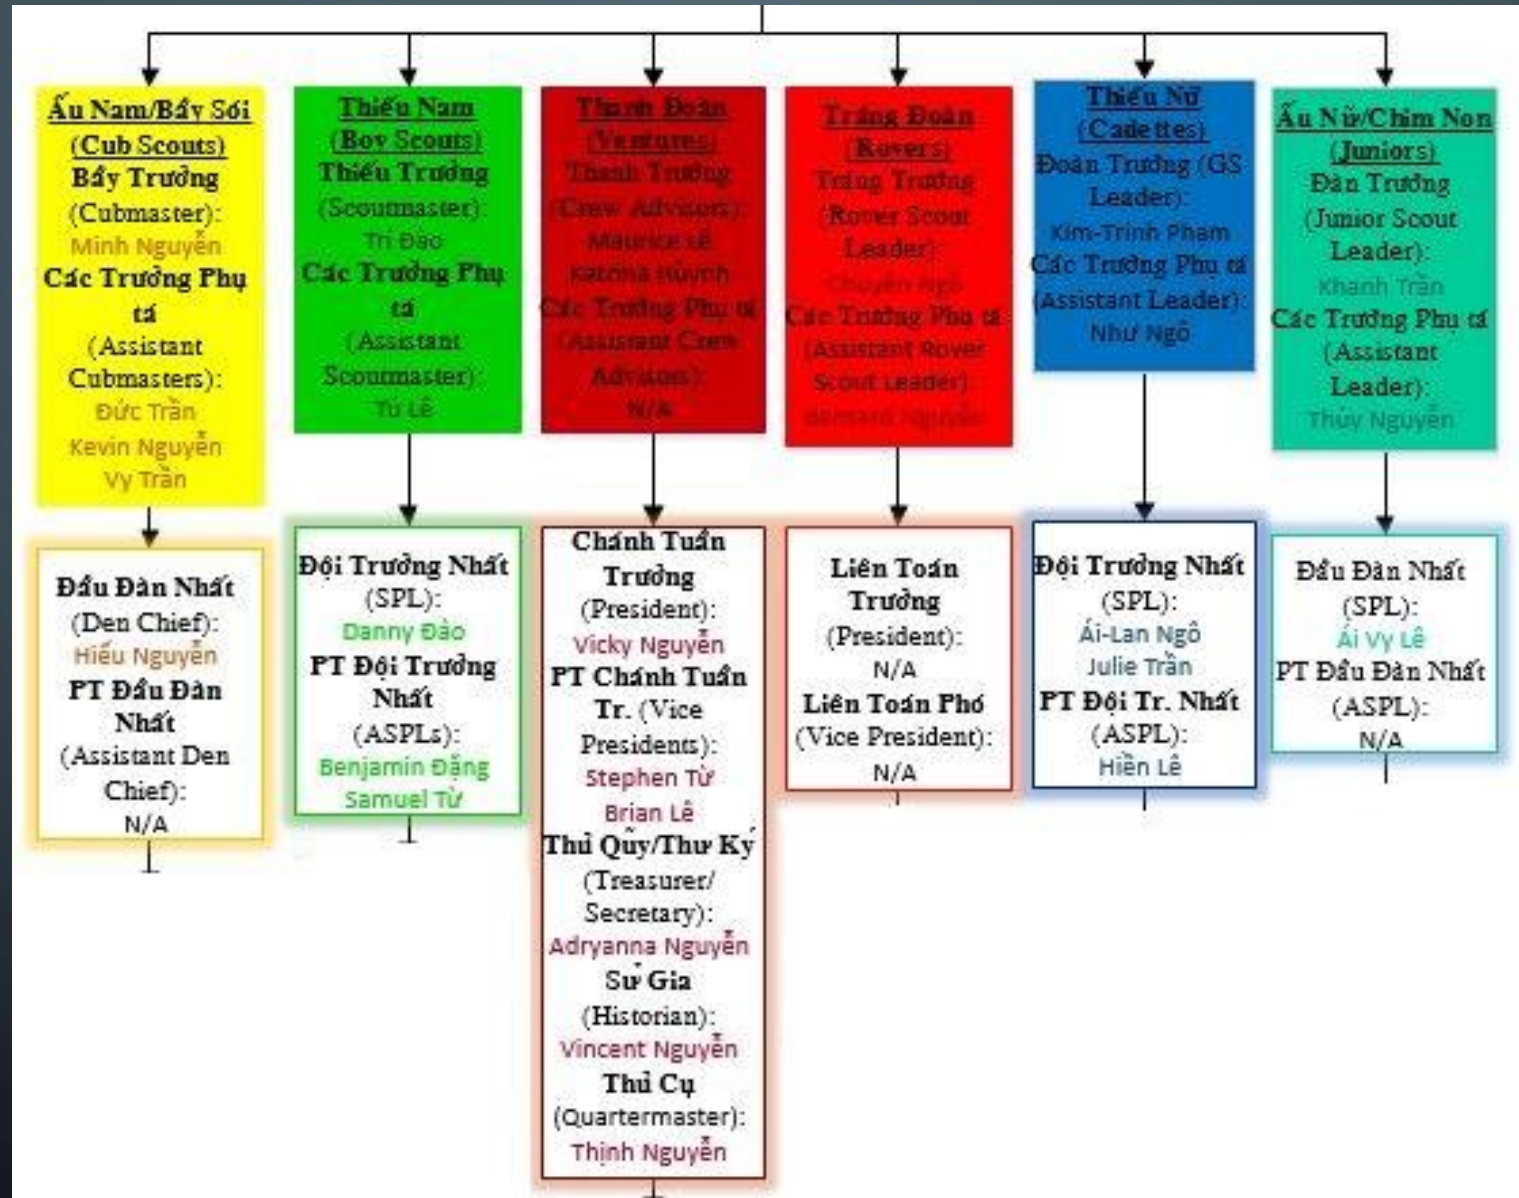 Ấu Nam/Bầy Sói
(Cub Scouts)
Bầy Trưởng
(Cubmaster):
Minh Nguyễn
Các Trưởng Phụ
tá
(Assistant
Cubmasters):
Đức Trần
Kevin Nguyễn
Vy Trần
Đầu Đàn Nhất
(Den Chief):
Hiếu Nguyễn
PT Đầu Đàn
Nhất
(Assistant Den
Chief):
N/A
Thiếu Nam
(Boy Scouts)
Thiếu Trưởng
(Scoutmaster):
Trí Đào
Các Trưởng Phụ
tá
(Assistant
Scoutmaster):
Tú Lê
Đội Trưởng Nhất
(SPL):
Danny Đào
PT Đội Trưởng
Nhất
(ASPLs):
Benjamin Đặng
Samuel Từ
Thanh Đoàn
(Ventures)
Thanh Trưởng
(Crew Advisors):
Maurice Lê
Katrina Huỳnh
Các Trưởng Phụ tá
(Assistant Crew
Advisors):
N/A
Chánh Tuần
Trưởng
(President):
Vicky Nguyễn
PT Chánh Tuần
Tr. (Vice
Presidents):
Stephen Từ
Brian Lê
Thủ Qũy/Thư Ký
(Treasurer/
Secretary):
Adryanna Nguyễn
Sử Gia
(Historian):
Vincent Nguyễn
Thủ Cụ
(Quartermaster):
Thịnh Nguyễn
Tráng Đoàn
(Rovers)
Tráng Trưởng
(Rover Scout
Leader):
Chuyên Ngô
Các Trưởng Phụ tá
(Assistant Rover
Scout Leader):
Bernard Nguyễn
Liên Toán
Trưởng
(President):
N/A
Liên Toán Phó
(Vice President):
N/A
Thiếu Nữ
(Cadettes)
Đoàn Trưởng (GS
Leader):
Kim-Trinh Pham
Các Trưởng Phụ tá
(Assistant Leader):
Như Ngô
Đội Trưởng Nhất
(SPL):
Ái-Lan Ngô
Julie Trần
PT Đội Tr. Nhất
(ASPL):
Hiền Lê
Ấu Nữ/Chim Non
(Juniors)
Đàn Trưởng
(Junior Scout
Leader):
Khanh Trần
Các Trưởng Phụ tá
(Assistant
Leader):
Thúy Nguyễn
Đầu Đàn Nhất
(SPL):
Ái Vy Lê
PT Đầu Đàn Nhất
(ASPL):
N/A